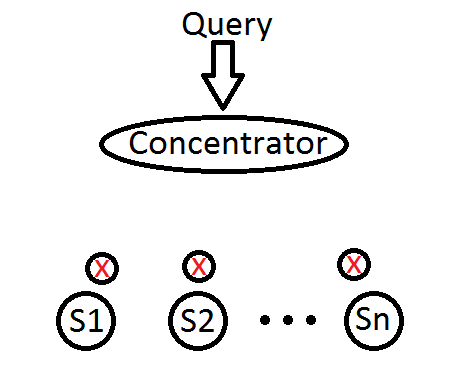 Query
Concentrator
X X X
S1 S2 ... Sn